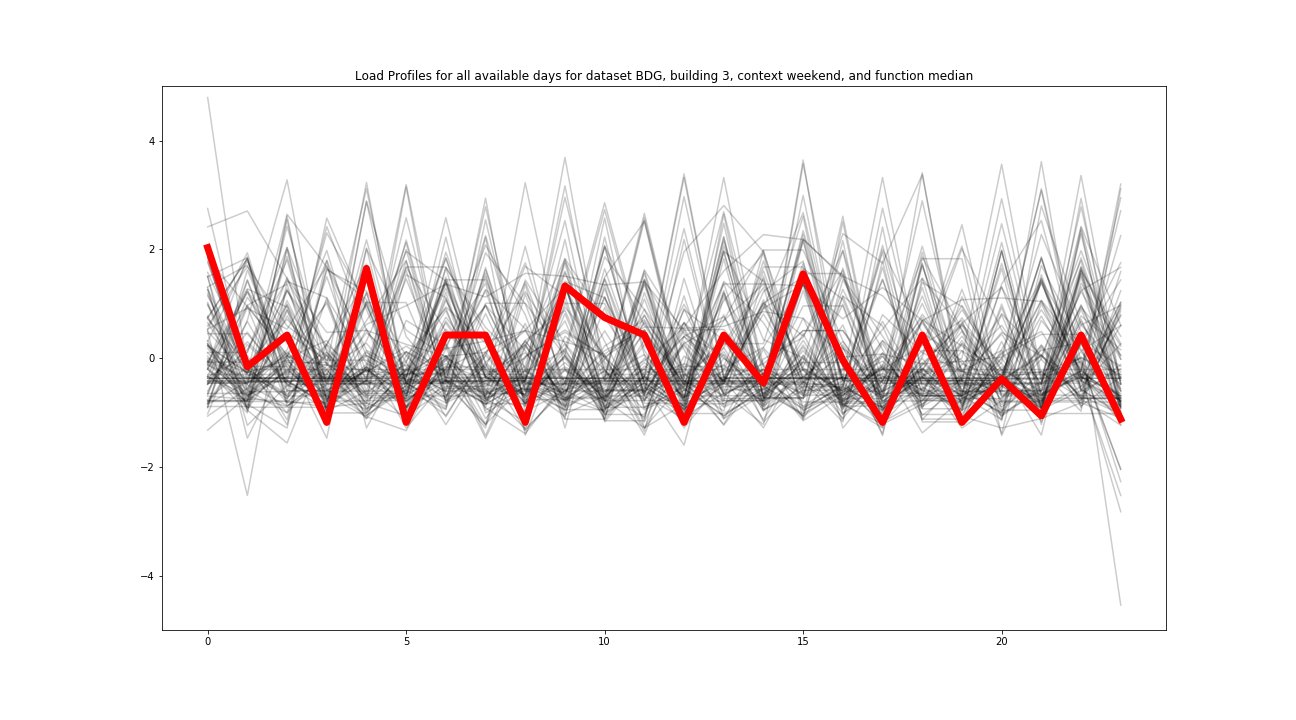 Load Profiles for all available days for dataset BDG, building 3, context weekend, and function median
4
2
0
−2
−4
0 5 10 15 20